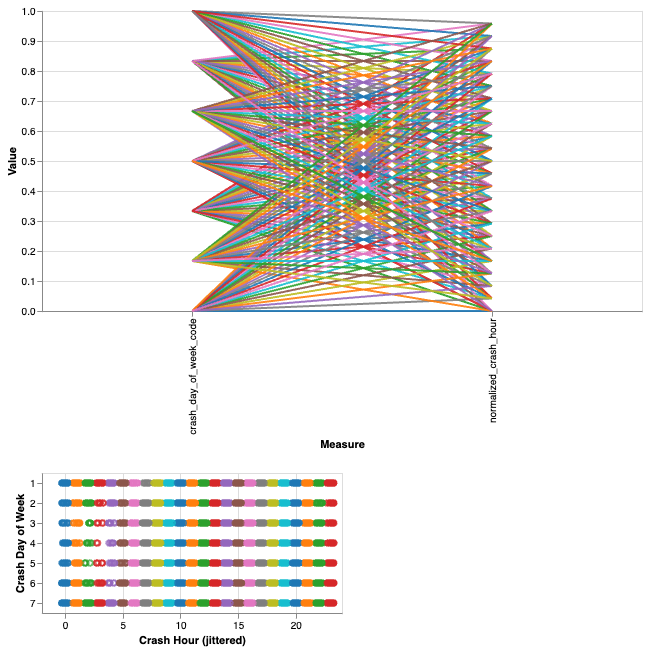 1.0
0.9
0.8
0.7
0.6
0.5
0.4
0.3
0.2
0.1
0.0
Value
crash_day_of_week_code
normalized_crash_hour
Measure
1
2
3
4
5
6
7
Crash Day of Week
0 5 10 15 20
Crash Hour (jittered)